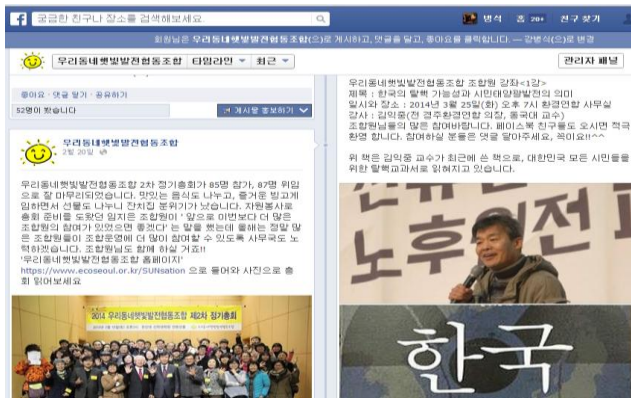 궁금한 친구나 장소를 검색해보세요.
병석 홈 20+ 친구 찾기
회원님은 우리동네햇빛발전협동조합(으)로 게시하고, 댓글을 달고, 좋아요를 클릭합니다. — 강병석(으)로 변경
우리동네햇빛발전협동조합 타임라인 최근 관리자 패널
좋아요 · 댓글 달기 · 공유하기
52명이 봤습니다 게시물 홍보하기
우리동네햇빛발전협동조합
2월 20일
우리동네햇빛발전협동조합 2차 정기총회가 85명 참가, 87명 위임
으로 잘 마무리되었습니다. 맛있는 음식도 나누고, 즐거운 빙고게
임하면서 선물도 나누니 잔치집 분위기가 났습니다. 자원봉사로
총회 준비을 도왔던 임지은 조합원이 ' 앞으로 이번보다 더 많은
조합원의 참여가 있었으면 좋겠다' 는 말을 했는데 올해는 정말 많
은 조합원들이 조합운영에 더 많이 참여할 수 있도록 사무국도 노
력하겠습니다. 조합원님도 함께 하실 거죠!!
'우리동네햇빛발전협동조합 홈페이지'
https://www.ecoseoul.or.kr/SUNsation 으로 들어와 사진으로 총
회 읽어보세요
2014 우리동네햇빛발전협동조합 제2차 정기총회
우리동네햇빛발전협동조합 조합원 강좌<1강>
제목 : 한국의 탈핵 가능성과 시민태양광발전의 의미
일시와 장소 : 2014년 3월 25일(화) 오후 7시 환경연합 사무실
강사 : 김익중(전 경주환경연합 의장, 동국대 교수)
조합원님들의 많은 참여바랍니다. 페이스북 친구들도 오시면 적극
환영 합니다. 참여하실 분들은 댓글 달아주세요, 꼭이요!!^^
위 책은 김익중 교수가 최근에 쓴 책으로, 대한민국 모든 시민들을
위한 탈핵교과서로 읽혀지고 있습니다.
노후원전
한국